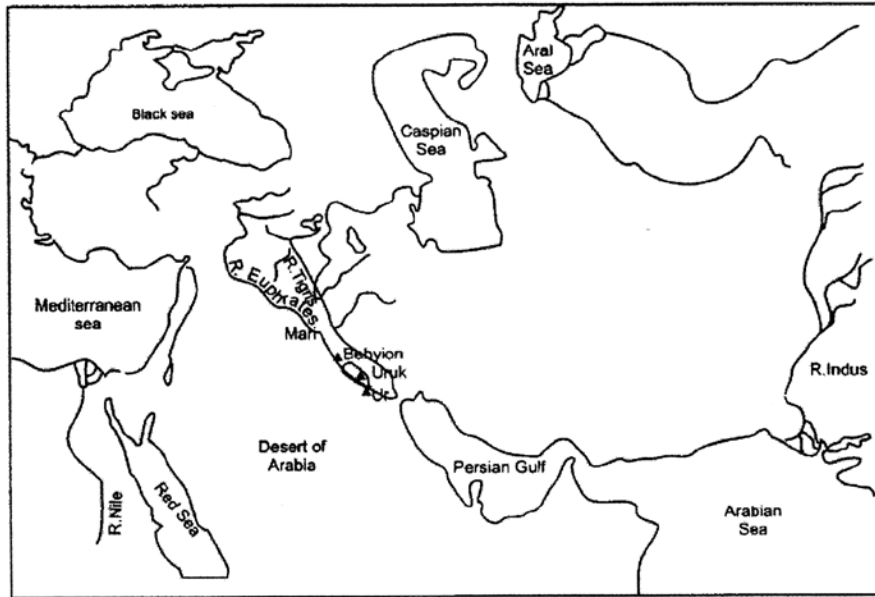 Aral
Sea
Black sea
Caspian
Sea
R. Tigris
R. Euphrates.
Mediterranean
sea
Mari
Bebyion
Uruk
Ur
R.Indus
Desert of
Arabia
Persian Gulf
Red Sea
R.Nile
Arabian
Sea